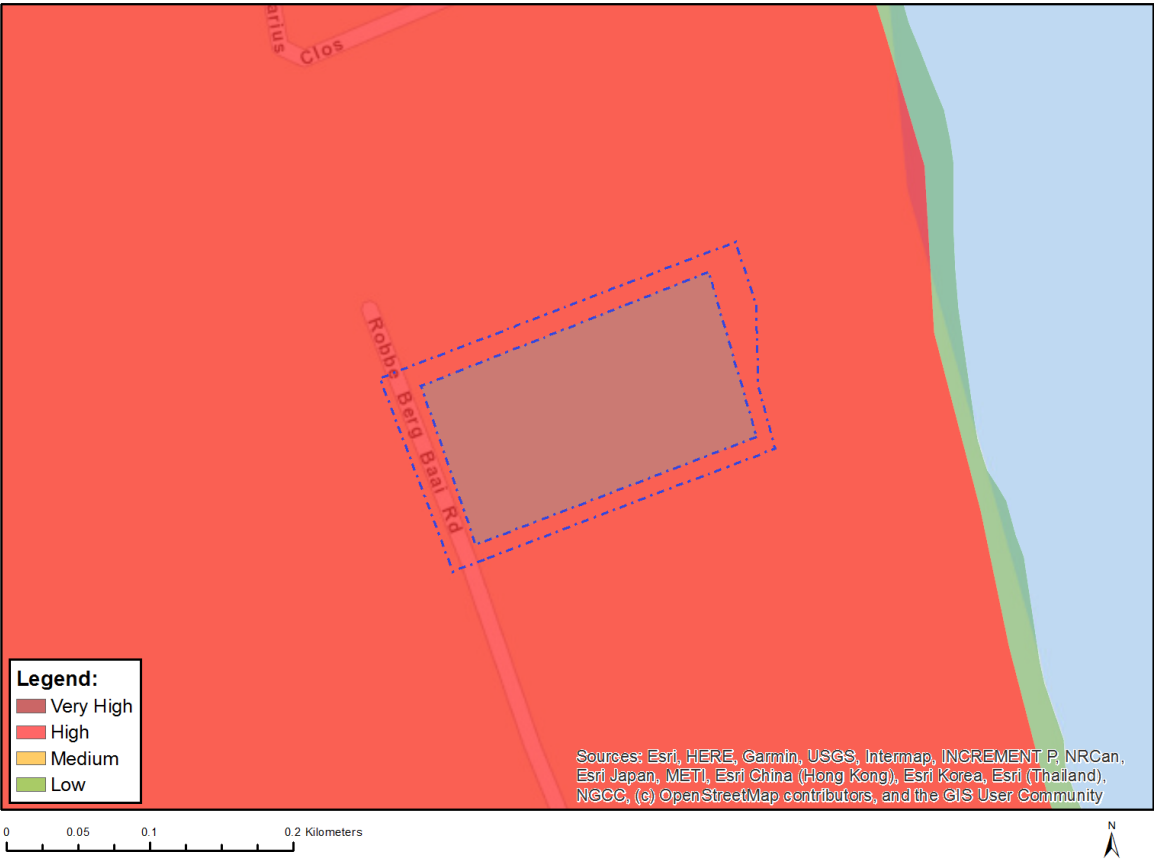 arius Clos
Robbe Berg Baai Rd
Legend:
Very High
High
Medium
Low
Sources: Esri, HERE, Garmin, USGS, Intermap, INCREMENT P, NRCan,
Esri Japan, METI, Esri China (Hong Kong), Esri Korea, Esri (Thailand),
NGCC, (c) OpenStreetMap contributors, and the GIS User Community
0 0.05 0.1 0.2 Kilometers
N